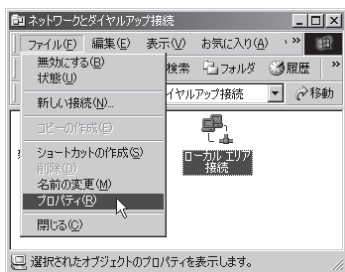 ネットワークとダイヤルアップ接続
ファイル(F) 編集(E) 表示(V) お気に入り(A) »
無効にする(B)
状態(U)
新しい接続(N)...
コピーの作成(C)
ショートカットの作成(S)
削除(D)
名前の変更(M)
プロパティ(R)
閉じる(C)
検索 フォルダ 履歴 »
イヤルアップ接続 移動
ローカル エリア
接続
選択されたオブジェクトのプロパティを表示します。